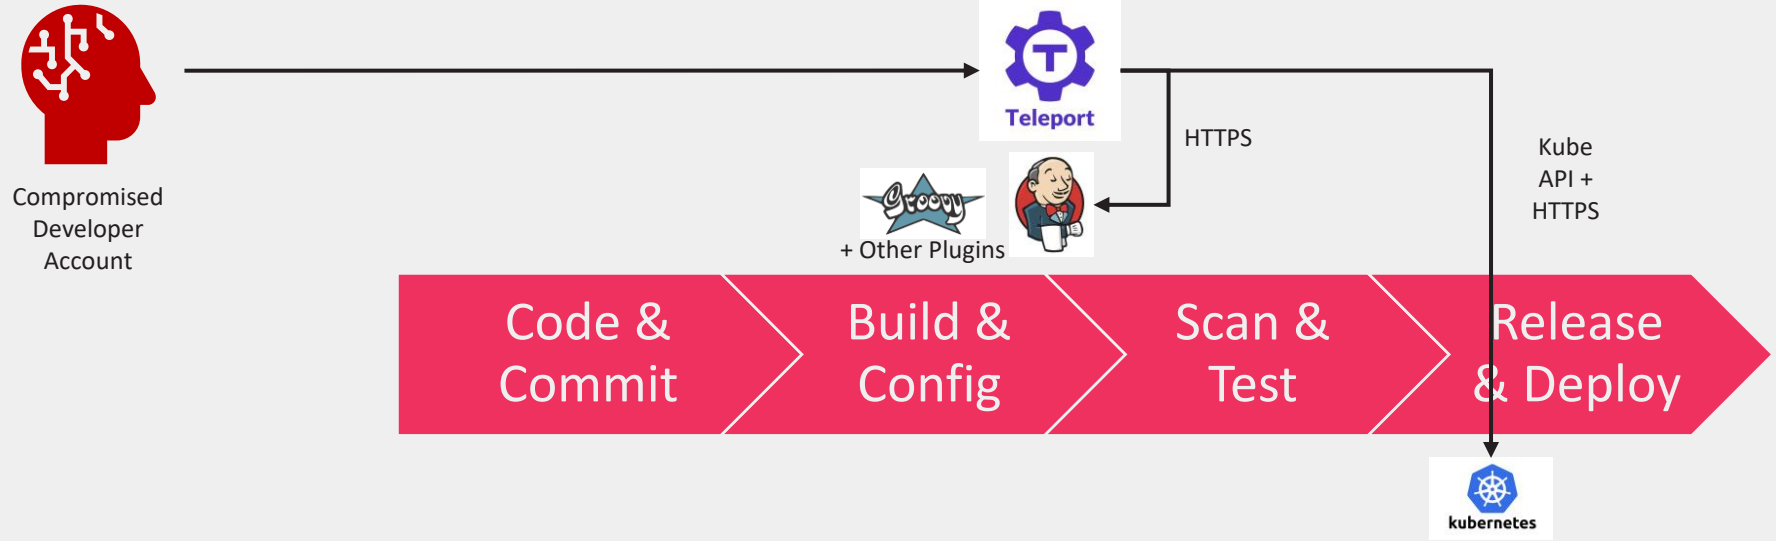 T
Teleport
HTTPS
Kube
API +
HTTPS
Groovy
+ Other Plugins
Compromised
Developer
Account
Code &
Commit
Build &
Config
Scan &
Test
Release
& Deploy
kubernetes